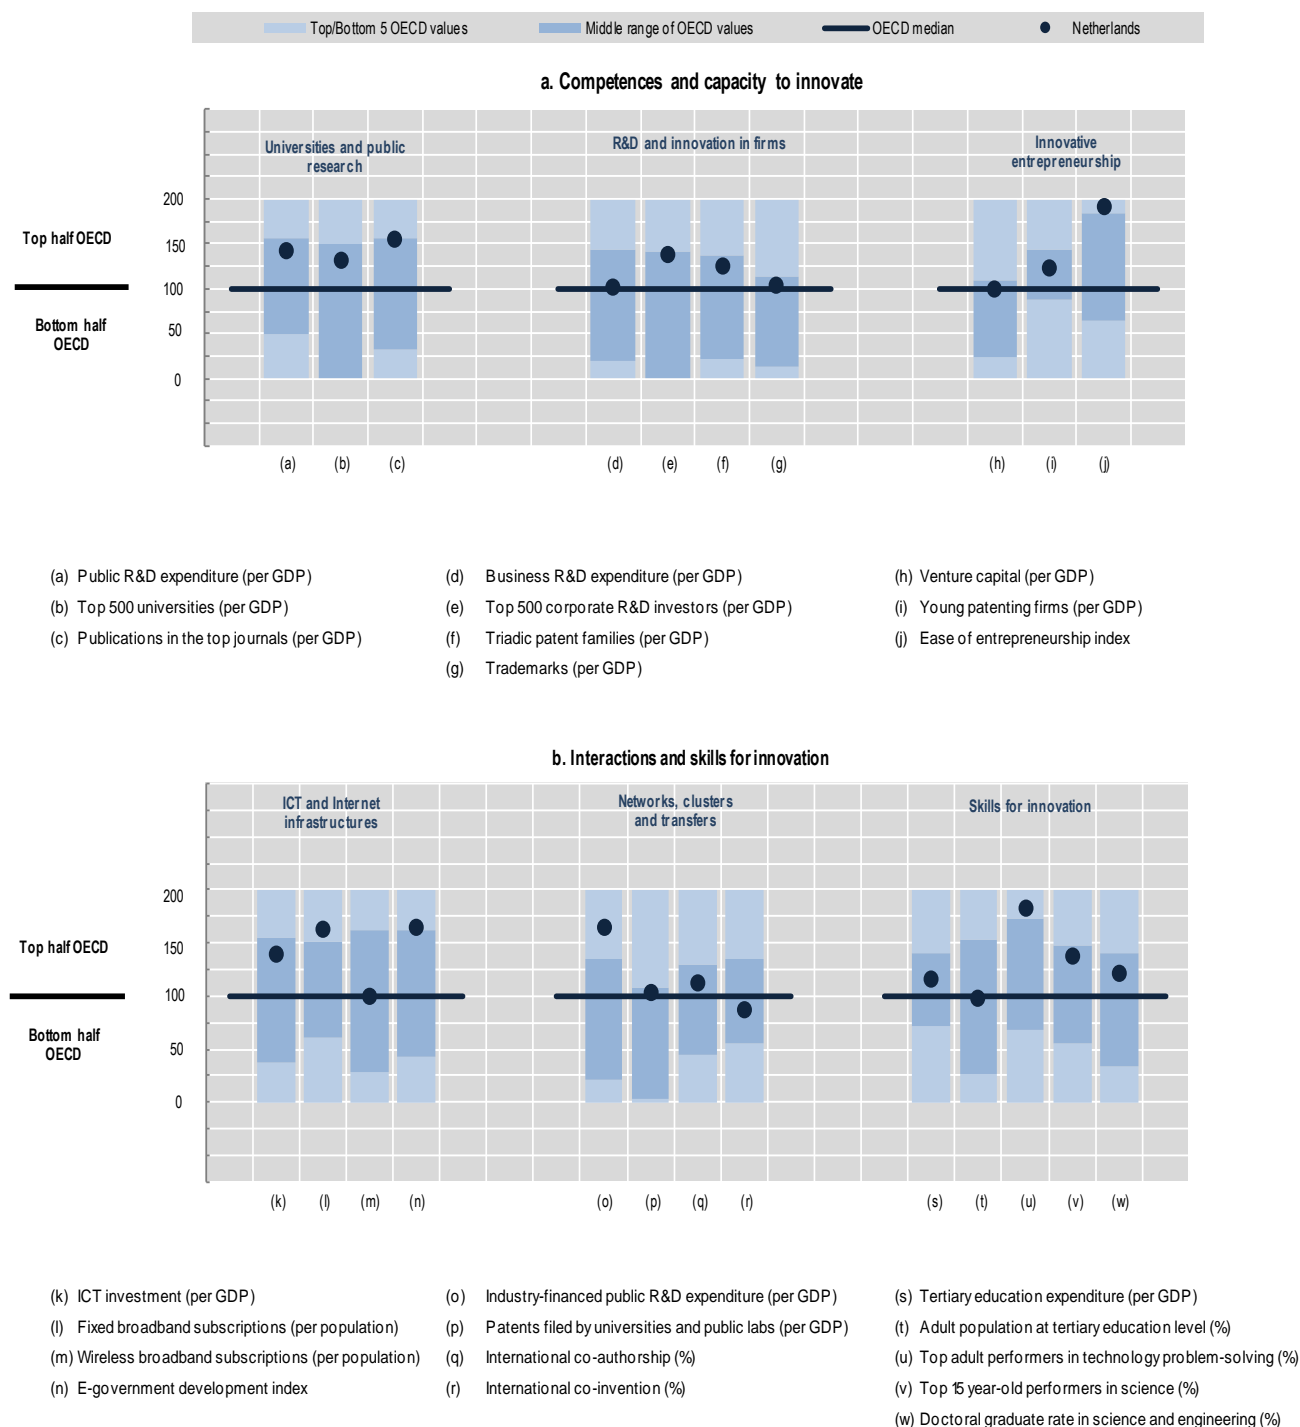 Top/Bottom 5 OECD values Middle range of OECD values OECD median Netherlands
a. Competences and capacity to innovate
Universities and public
research
R&D and innovation in firms
Innovative
entrepreneurship
200
150
100
50
0
Top half OECD
Bottom half
OECD
(a) (b) (c) (d) (e) (f) (g) (h) (i) (j)
(a) Public R&D expenditure (per GDP)
(b) Top 500 universities (per GDP)
(c) Publications in the top journals (per GDP)
(d) Business R&D expenditure (per GDP)
(e) Top 500 corporate R&D investors (per GDP)
(f) Triadic patent families (per GDP)
(g) Trademarks (per GDP)
(h) Venture capital (per GDP)
(i) Young patenting firms (per GDP)
(j) Ease of entrepreneurship index
b. Interactions and skills for innovation
ICT and Internet
infrastructures
Networks, clusters
and transfers
Skills for innovation
200
150
100
50
0
Top half OECD
Bottom half
OECD
(k) (l) (m) (n) (o) (p) (q) (r) (s) (t) (u) (v) (w)
(k) ICT investment (per GDP)
(l) Fixed broadband subscriptions (per population)
(m) Wireless broadband subscriptions (per population)
(n) E-government development index
(o) Industry-financed public R&D expenditure (per GDP)
(p) Patents filed by universities and public labs (per GDP)
(q) International co-authorship (%)
(r) International co-invention (%)
(s) Tertiary education expenditure (per GDP)
(t) Adult population at tertiary education level (%)
(u) Top adult performers in technology problem-solving (%)
(v) Top 15 year-old performers in science (%)
(w) Doctoral graduate rate in science and engineering (%)